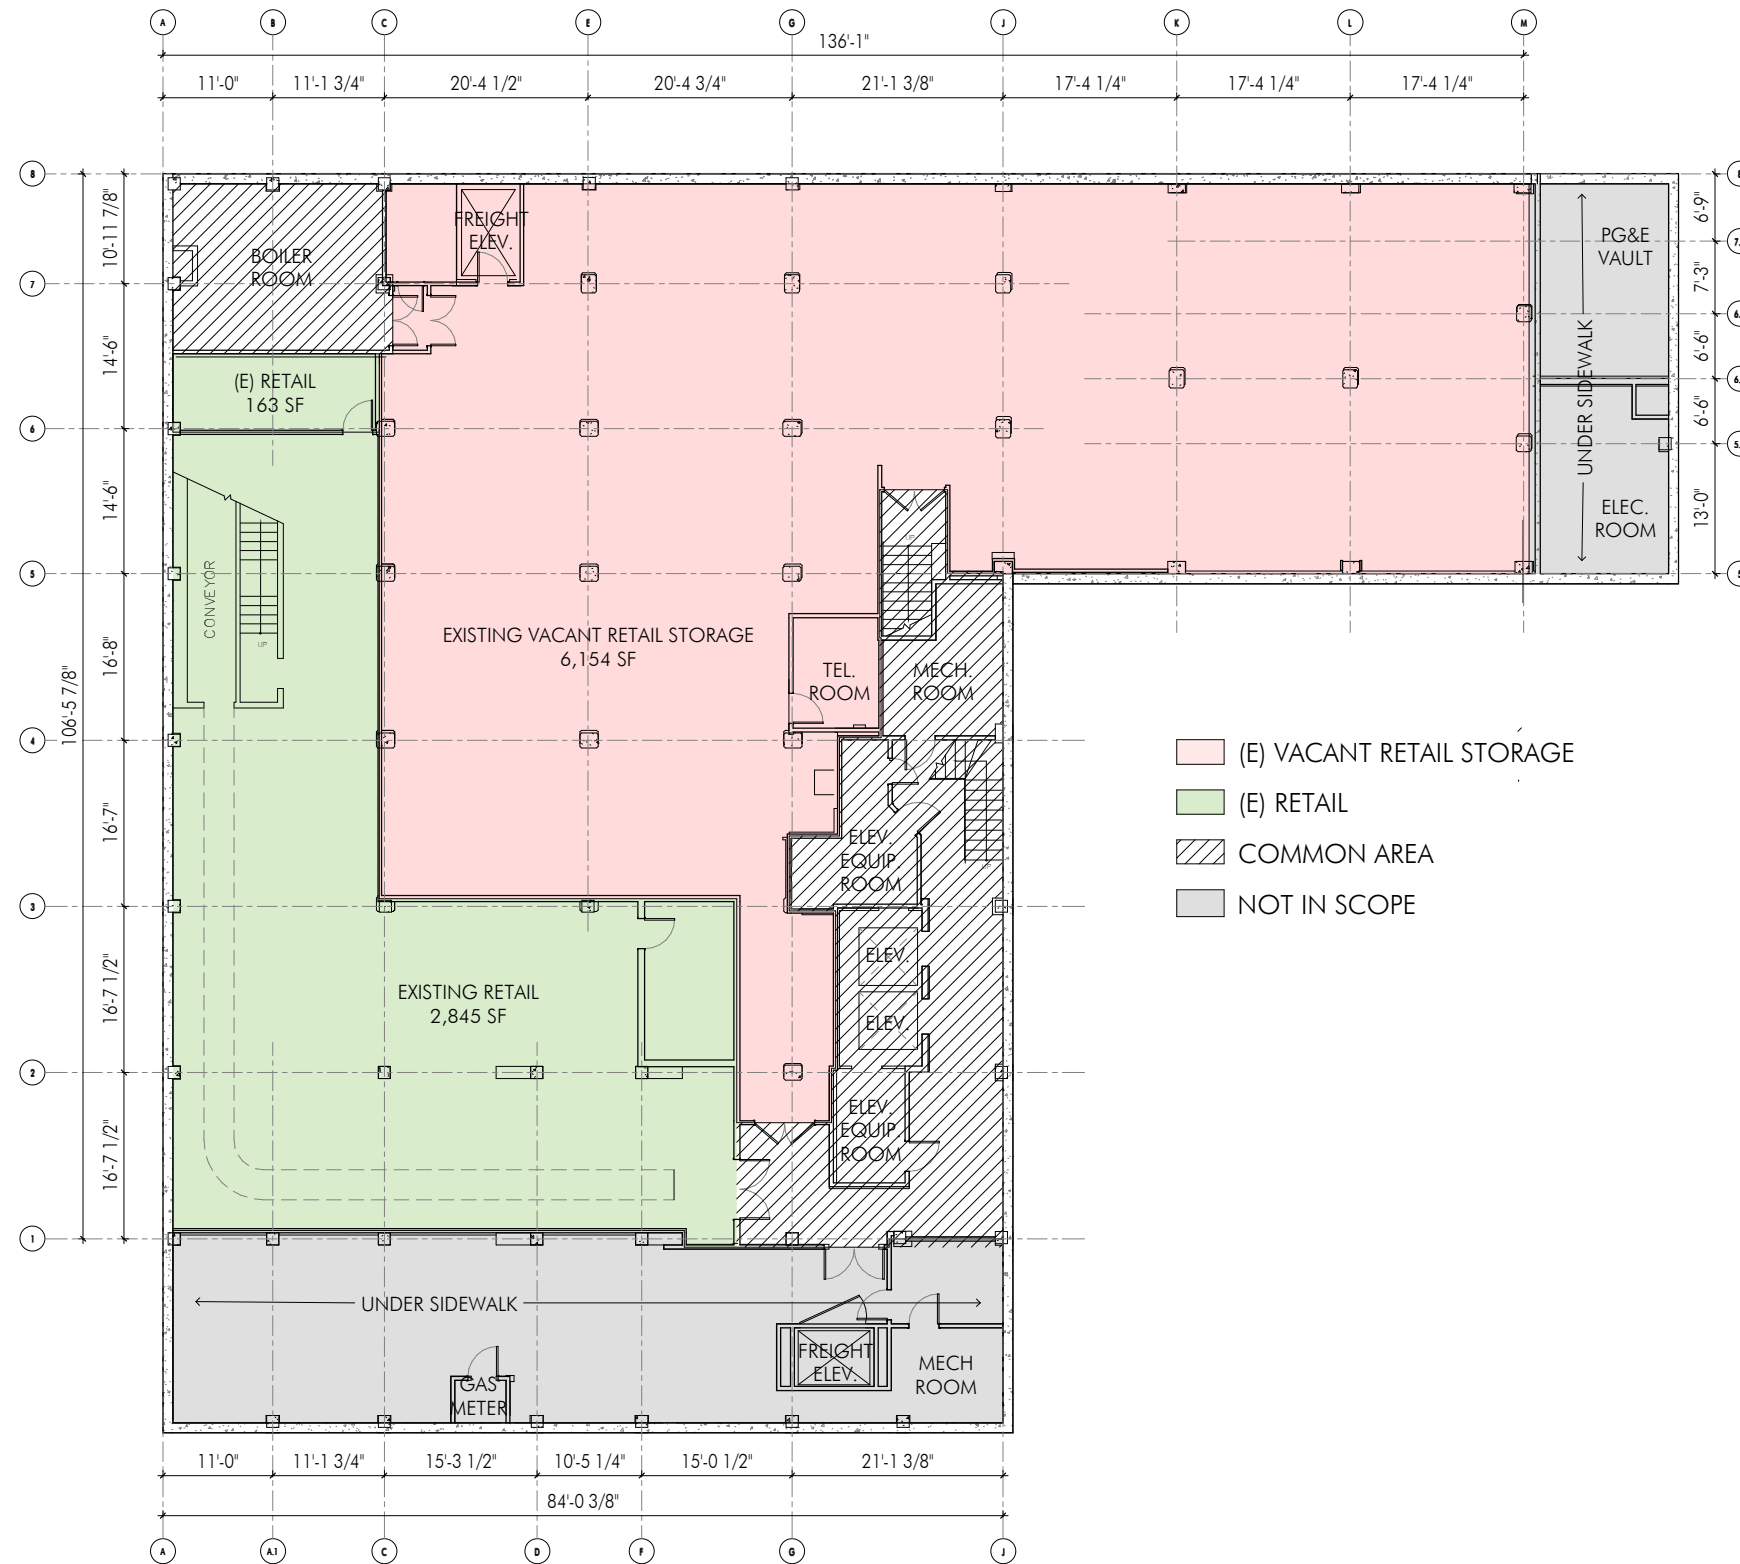 A B C E G J K L M
136'-1"
11'-0" 11'-1 3/4" 20'-4 1/2" 20'-4 3/4" 21'-1 3/8" 17'-4 1/4" 17'-4 1/4" 17'-4 1/4"
8
7
6
5
4
3
2
1
10'-11 7/8"
14'-6"
14'-6"
16'-8"
16'-7"
16'-7 1/2"
16'-7 1/2"
106'-5 7/8"
BOILER
ROOM
FREIGHT
ELEV.
(E) RETAIL
163 SF
CONVEYOR
UP
EXISTING VACANT RETAIL STORAGE
6,154 SF
UP
TEL.
ROOM
MECH.
ROOM
ELEV.
EQUIP.
ROOM
UP
ELEV.
ELEV.
ELEV.
EQUIP
ROOM
EXISTING RETAIL
2,845 SF
UNDER SIDEWALK
GAS
METER
FREIGHT
ELEV.
MECH
ROOM
PG&E
VAULT
UNDER SIDEWALK
ELEC.
ROOM
6'-9"
7'-3"
6'-6"
6'-6"
13'-0"
(E) VACANT RETAIL STORAGE
(E) RETAIL
COMMON AREA
NOT IN SCOPE
11'-0" 11'-1 3/4" 15'-3 1/2" 10'-5 1/4" 15'-0 1/2" 21'-1 3/8"
84'-0 3/8"
A A.1 C D F G J